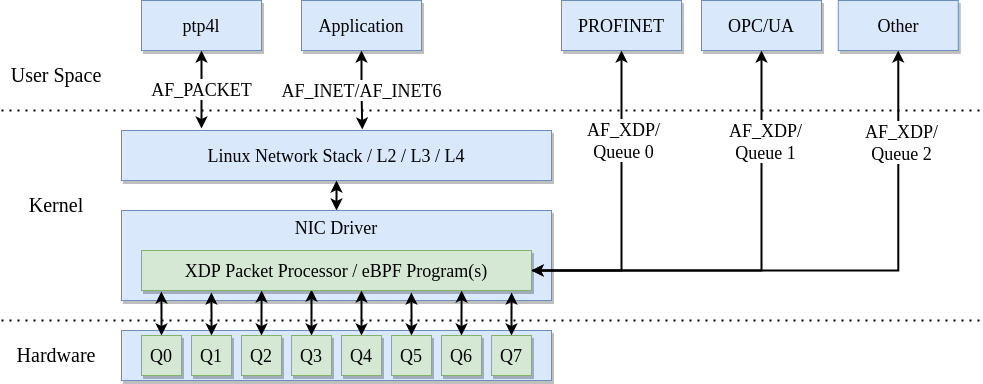 ptp4l
Application
PROFINET
OPC/UA
Other
User Space
AF_PACKET
AF_INET/AF_INET6
AF_XDP/
Queue 0
AF_XDP/
Queue 1
AF_XDP/
Queue 2
Linux Network Stack / L2 / L3 / L4
Kernel
NIC Driver
XDP Packet Processor / eBPF Program(s)
Hardware
Q0
Q1
Q2
Q3
Q4
Q5
Q6
Q7